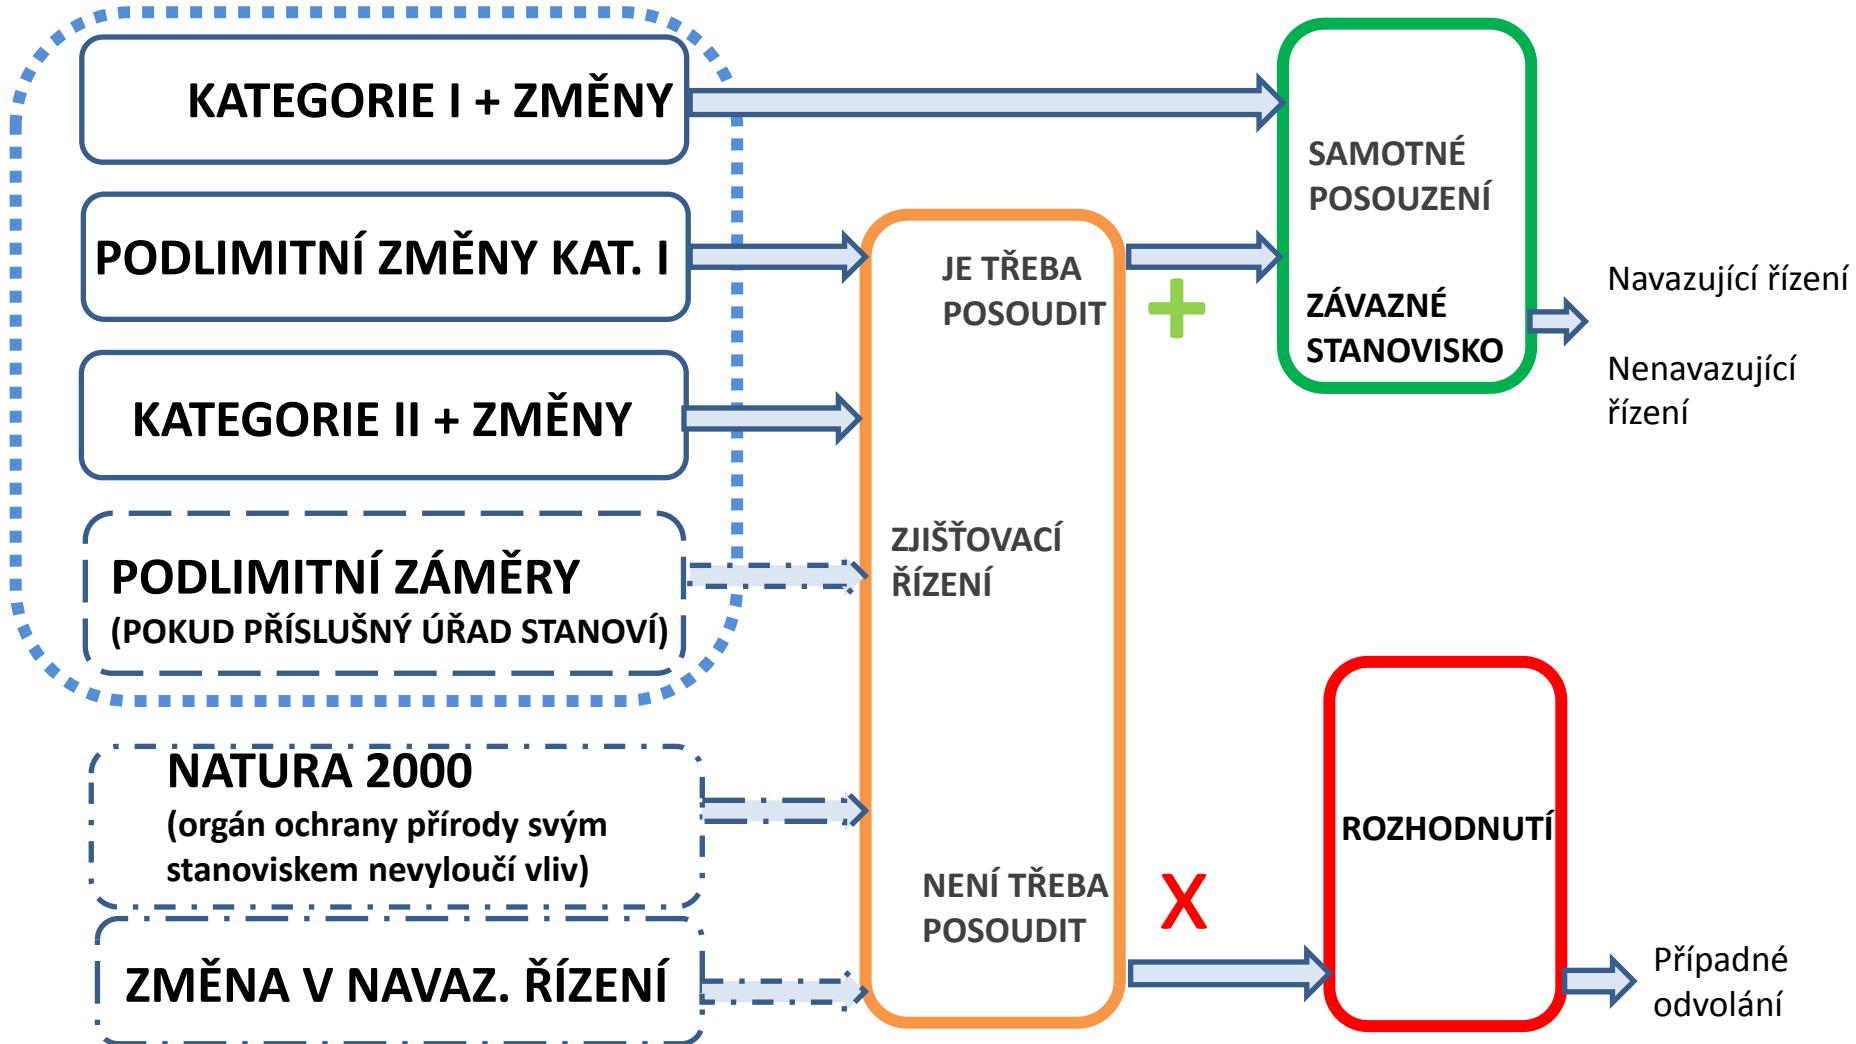 KATEGORIE I + ZMĚNY
PODLIMITNÍ ZMĚNY KAT. I
KATEGORIE II + ZMĚNY
PODLIMITNÍ ZÁMĚRY
(POKUD PŘÍSLUŠNÝ ÚŘAD STANOVÍ)
NATURA 2000
(orgán ochrany přírody svým
stanoviskem nevyloučí vliv)
ZMĚNA V NAVAZ. ŘÍZENÍ
JE TŘEBA
POSOUDIT
ZJIŠŤOVACÍ
ŘÍZENÍ
NENÍ TŘEBA
POSOUDIT
+
X
SAMOTNÉ
POSOUZENÍ
ZÁVAZNÉ
STANOVISKO
Navazující řízení
Nenavazující
řízení
ROZHODNUTÍ
Případné
odvolání